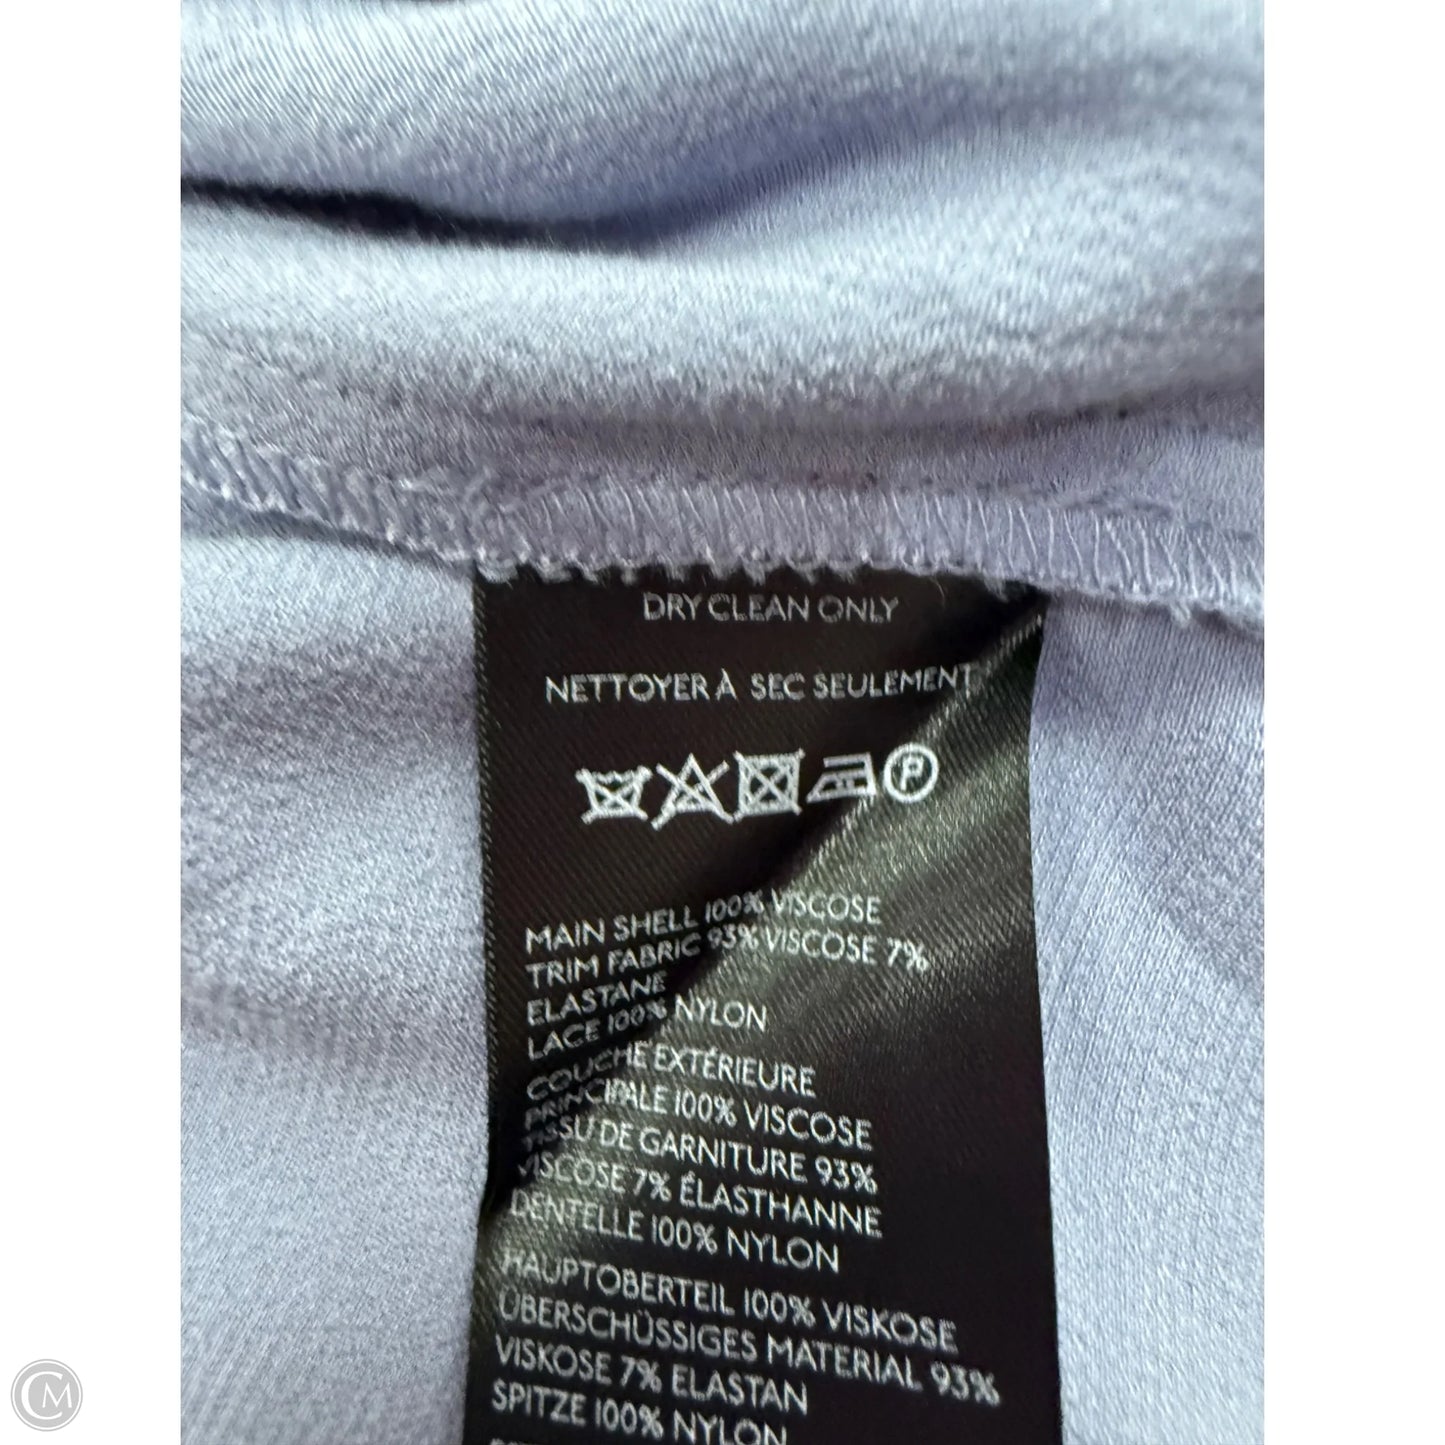 DRY CLEAN ONLY
NETTOYER À SEC SEULEMENT
P
MAIN SHELL 100% VISCOSE
TRIM FABRIC 93% VISCOSE 7%
ELASTANE
LACE 100% NYLON
COUCHE EXTÉRIEURE
PRINCIPALE 100% VISCOSE
TISSU DE GARNITURE 93%
VISCOSE 7% ÉLASTHANNE
DENTELLE 100% NYLON
HAUPTOBERTEIL 100% VISKOSE
ÜBERSCHÜSSIGES MATERIAL 93%
VISKOSE 7% ELASTAN
SPITZE 100% NYLON
CM